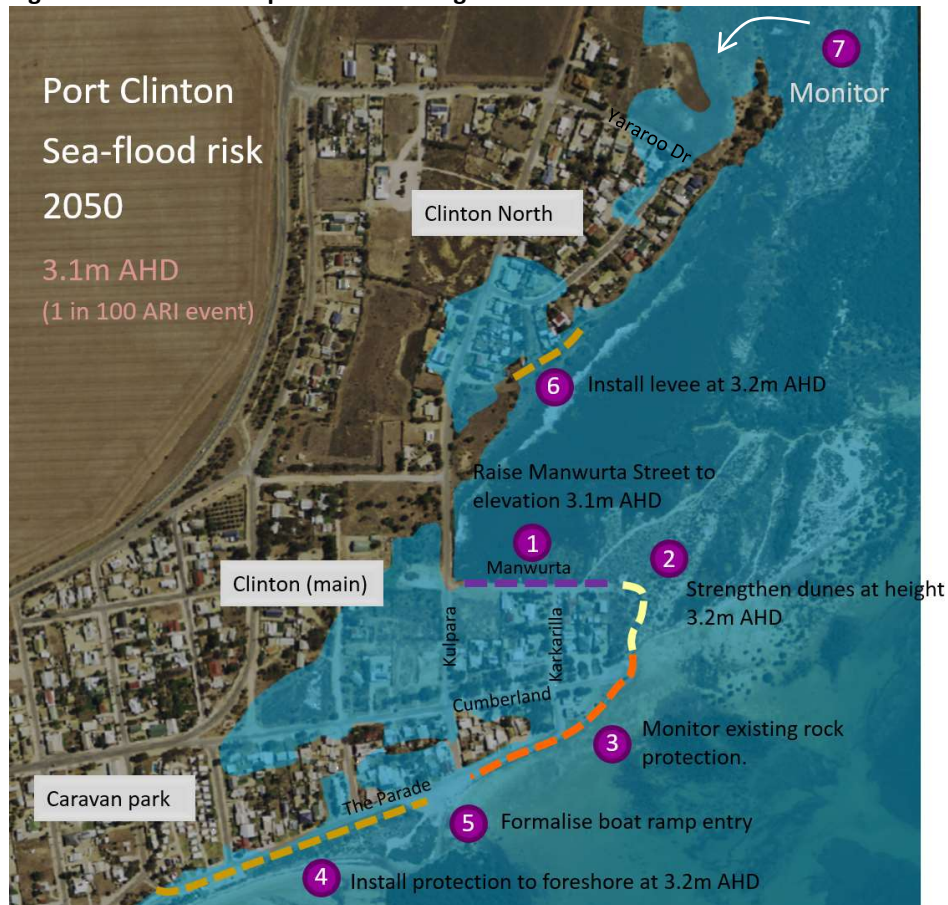 Port Clinton
Sea-flood risk
2050
3.1m AHD
(1 in 100 ARI event)
7
Monitor
Yararoo Dr
Clinton North
6
Install levee at 3.2m AHD
Raise Manwurta Street to
elevation 3.1m AHD
1
Manwurta
2
Strengthen dunes at height
3.2m AHD
Clinton (main)
Kulpara
Karkarilla
Cumberland
3
Monitor existing rock
protection.
Caravan park
The Parade
5
Formalise boat ramp entry
4
Install protection to foreshore at 3.2m AHD